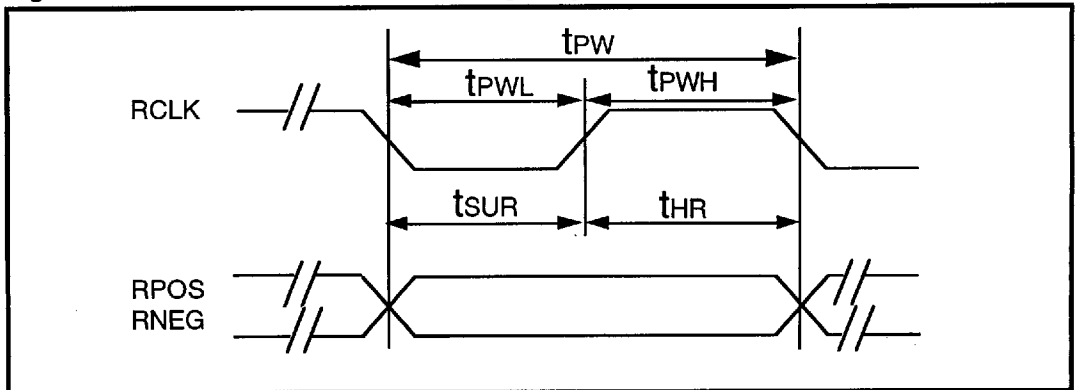 tPW
tPWL tPWH
RCLK
tSUR tHR
RPOS
RNEG